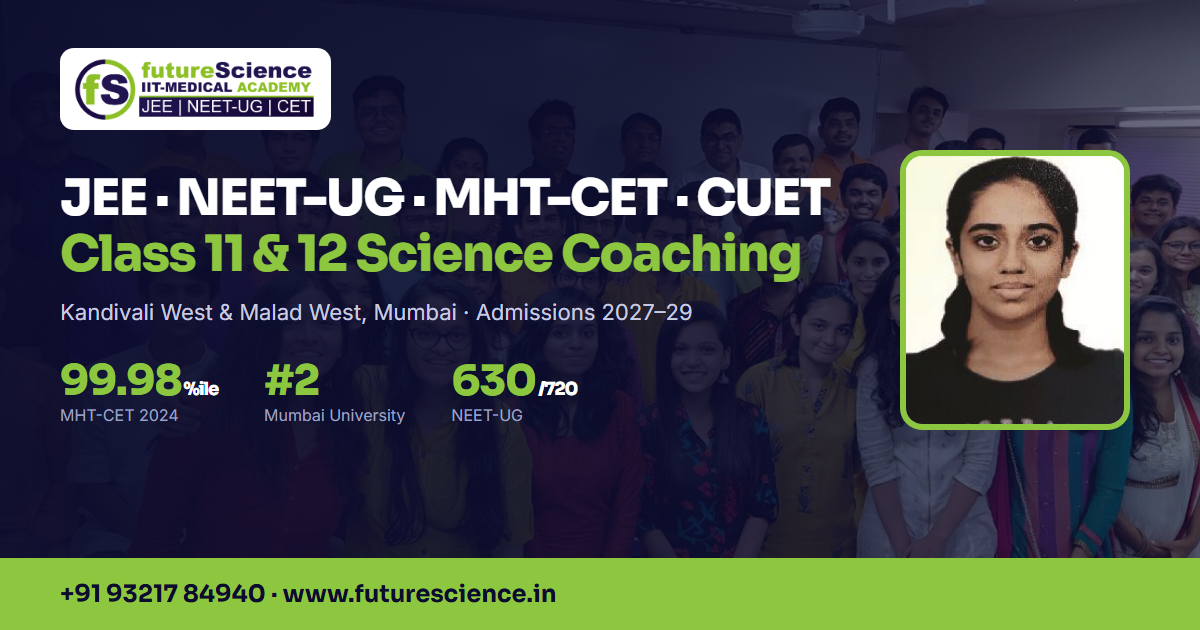 fS futureScience
IIT-MEDICAL ACADEMY
JEE | NEET-UG | CET
JEE · NEET-UG · MHT-CET · CUET
Class 11 & 12 Science Coaching
Kandivali West & Malad West, Mumbai · Admissions 2027–29
99.98%ile
MHT-CET 2024
#2
Mumbai University
630/720
NEET-UG
+91 93217 84940 · www.futurescience.in